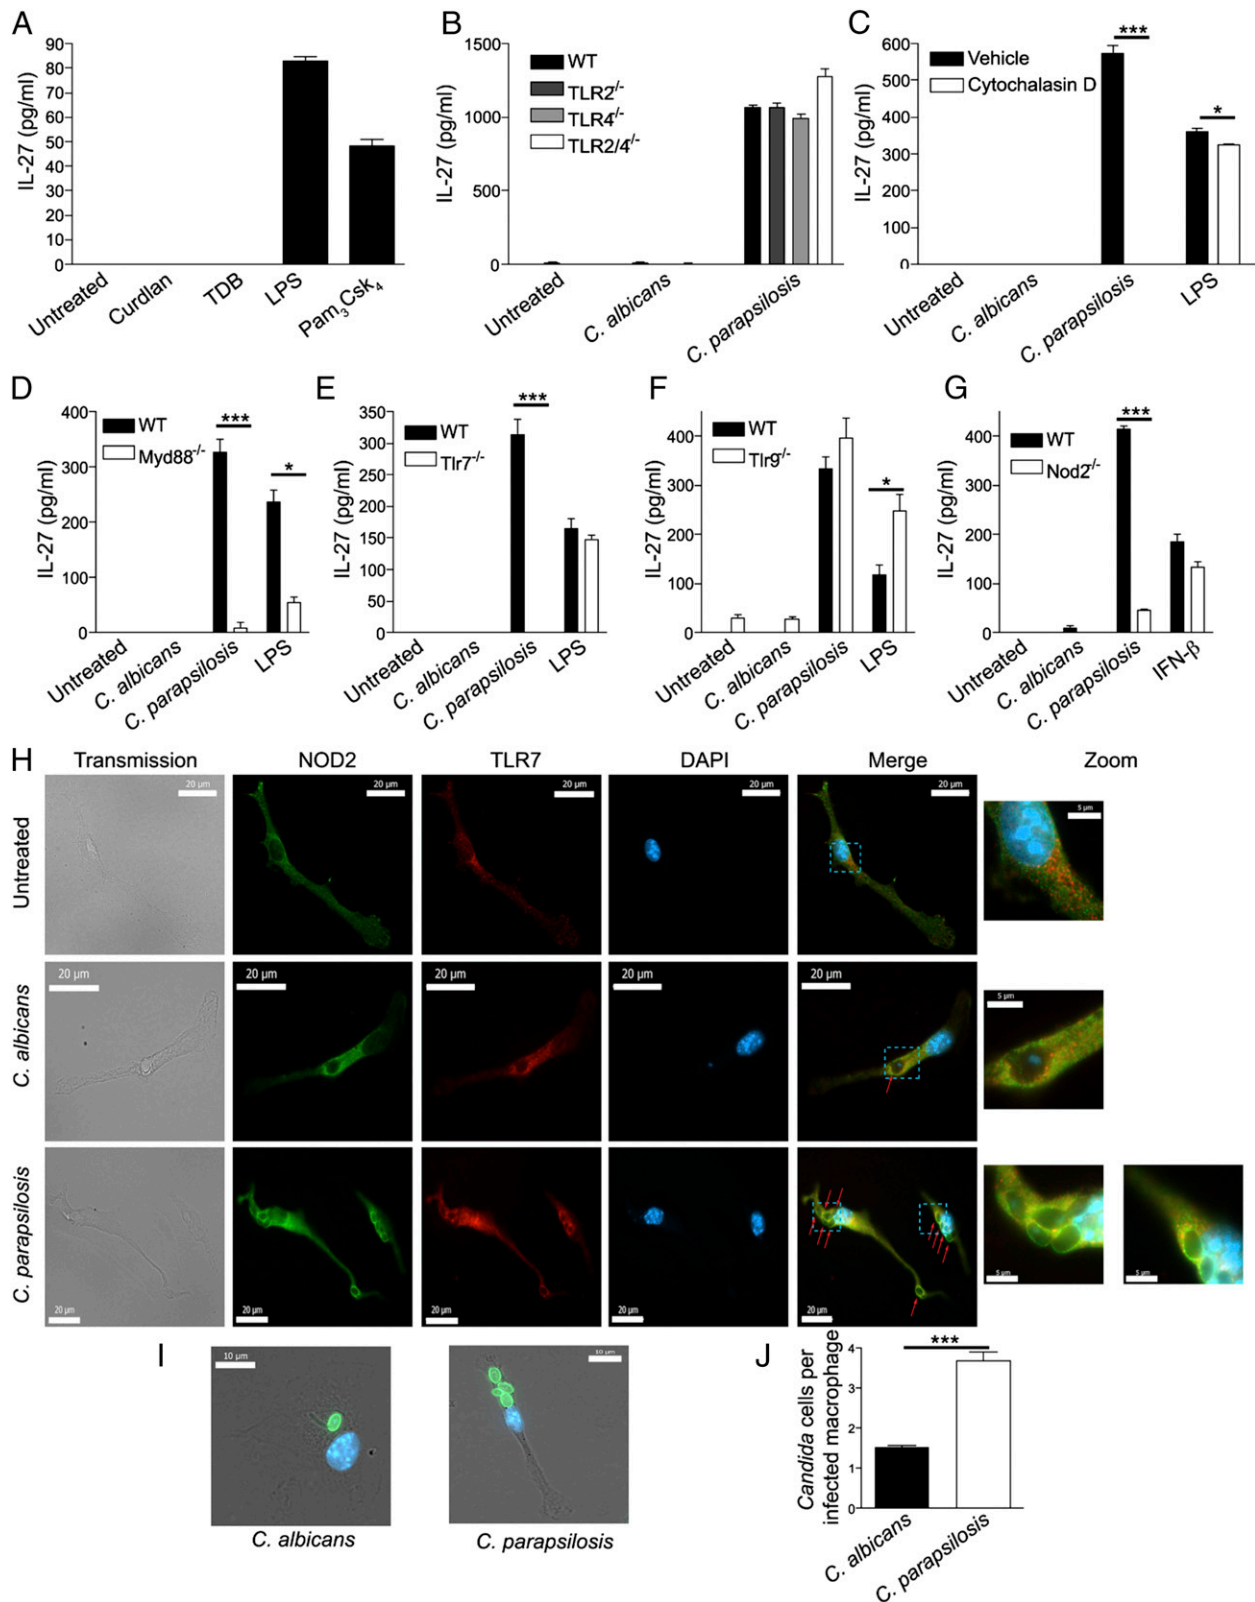 A
IL-27 (pg/ml)
90
80
70
60
50
40
30
20
10
0
Untreated
Curdlan
TDB
LPS
Pam3Csk4
B
IL-27 (pg/ml)
1500
1000
500
0
WT
TLR2-/-
TLR4-/-
TLR2/4-/-
Untreated
C. albicans
C. parapsilosis
C
IL-27 (pg/ml)
600
500
400
300
200
100
0
Vehicle
Cytochalasin D
***
*
Untreated
C. albicans
C. parapsilosis
LPS
D
IL-27 (pg/ml)
400
300
200
100
0
WT
Myd88-/-
***
*
Untreated
C. albicans
C. parapsilosis
LPS
E
IL-27 (pg/ml)
350
300
250
200
150
100
50
0
WT
Tlr7-/-
***
Untreated
C. albicans
C. parapsilosis
LPS
F
IL-27 (pg/ml)
400
300
200
100
0
WT
Tlr9-/-
*
Untreated
C. albicans
C. parapsilosis
LPS
G
IL-27 (pg/ml)
400
300
200
100
0
WT
Nod2-/-
***
Untreated
C. albicans
C. parapsilosis
IFN-β
H
Transmission NOD2 TLR7 DAPI Merge Zoom
Untreated
20 µm 20 µm 20 µm 20 µm 20 µm 5 µm
C. albicans
20 µm 20 µm 20 µm 20 µm 20 µm 5 µm
C. parapsilosis
20 µm 20 µm 20 µm 20 µm 20 µm 5 µm 5 µm
I
10 µm
C. albicans
10 µm
C. parapsilosis
J
Candida cells per
infected macrophage
4
3
2
1
0
***
C. albicans
C. parapsilosis